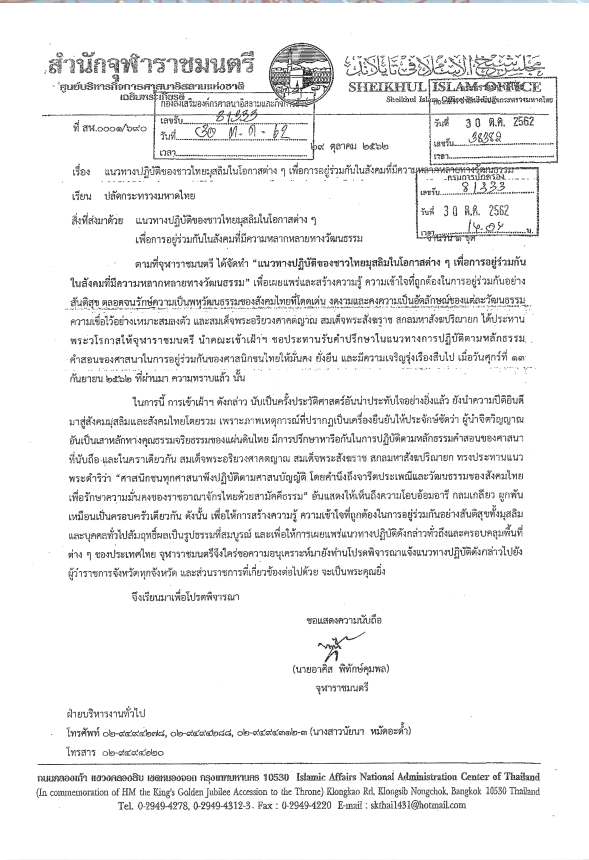 สำนักจุฬาราชมนตรี
ศูนย์บริหารกิจการศาสนาอิสลามแห่งชาติ
เฉลิมพระเกียรติ
SHEIKHUL ISLAM OFFICE
Sheikhul
กองส่งเสริมองค์กรศาสนาอิสลามและกิจการฮัจย์
เลขรับ 81333
วันที่ 30 ต.ค. 62
เวลา
วันที่ 30 ต.ค. 2562
เลขรับ 38382
เวลา
ที่ สฬ.๐๐๐๑/๖๙๐
๒๙ ตุลาคม ๒๕๖๒
กรมการปกครอง
เลขรับ 81333
วันที่ 30 ต.ค. 2562
เวลา น.
เรื่อง แนวทางปฏิบัติของชาวไทยมุสลิมในโอกาสต่าง ๆ เพื่อการอยู่ร่วมกันในสังคมที่มีความหลากหลายทางวัฒนธรรม
เรียน ปลัดกระทรวงมหาดไทย
สิ่งที่ส่งมาด้วย แนวทางปฏิบัติของชาวไทยมุสลิมในโอกาสต่าง ๆ
เพื่อการอยู่ร่วมกันในสังคมที่มีความหลากหลายทางวัฒนธรรม
ตามที่จุฬาราชมนตรี ได้จัดทำ “แนวทางปฏิบัติของชาวไทยมุสลิมในโอกาสต่าง ๆ เพื่อการอยู่ร่วมกัน
ในสังคมที่มีความหลากหลายทางวัฒนธรรม” เพื่อเผยแพร่และสร้างความรู้ ความเข้าใจที่ถูกต้องในการอยู่ร่วมกันอย่าง
สันติสุข ตลอดจนรักษ์ความเป็นพหุวัฒนธรรมของสังคมไทยที่โดดเด่น งดงามและคงความเป็นอัตลักษณ์ของแต่ละวัฒนธรรม
ความเชื่อไว้อย่างเหมาะสมลงตัว และสมเด็จพระอริยวงศาคตญาณ สมเด็จพระสังฆราช สกลมหาสังฆปริณายก ได้ประทาน
พระวโรกาสให้จุฬาราชมนตรี นำคณะเข้าเฝ้าฯ ขอประทานรับคำปรึกษาในแนวทางการปฏิบัติตามหลักธรรม
คำสอนของศาสนาในการอยู่ร่วมกันของศาสนิกชนไทยให้มั่นคง ยั่งยืน และมีความเจริญรุ่งเรืองสืบไป เมื่อวันศุกร์ที่ ๑๓
กันยายน ๒๕๖๒ ที่ผ่านมา ความทราบแล้ว นั้น
ในการนี้ การเข้าเฝ้าฯ ดังกล่าว นับเป็นครั้งประวัติศาสตร์อันน่าประทับใจอย่างยิ่งแล้ว ยังนำความปีติยินดี
มาสู่สังคมมุสลิมและสังคมไทยโดยรวม เพราะภาพเหตุการณ์ที่ปรากฏเป็นเครื่องยืนยันให้ประจักษ์ชัดว่า ผู้นำจิตวิญญาณ
อันเป็นเสาหลักทางคุณธรรมจริยธรรมของแผ่นดินไทย มีการปรึกษาหารือกันในการปฏิบัติตามหลักธรรมคำสอนของศาสนา
ที่นับถือ และในคราเดียวกัน สมเด็จพระอริยวงศาคตญาณ สมเด็จพระสังฆราช สกลมหาสังฆปริณายก ทรงประทานแนว
พระดำริว่า “ศาสนิกชนทุกศาสนาพึงปฏิบัติตามศาสนบัญญัติ โดยคำนึงถึงจารีตประเพณีและวัฒนธรรมของสังคมไทย
เพื่อรักษาความมั่นคงของราชอาณาจักรไทยด้วยสามัคคีธรรม” อันแสดงให้เห็นถึงความโอบอ้อมอารี กลมเกลียว ผูกพัน
เหมือนเป็นครอบครัวเดียวกัน ดังนั้น เพื่อให้การสร้างความรู้ ความเข้าใจที่ถูกต้องในการอยู่ร่วมกันอย่างสันติสุขทั้งมุสลิม
และบุคคลทั่วไปสัมฤทธิ์ผลเป็นรูปธรรมที่สมบูรณ์ และเพื่อให้การเผยแพร่แนวทางปฏิบัติดังกล่าวทั่วถึงและครอบคลุมพื้นที่
ต่าง ๆ ของประเทศไทย จุฬาราชมนตรีจึงใคร่ขอความอนุเคราะห์มายังท่านโปรดพิจารณาแจ้งแนวทางปฏิบัติดังกล่าวไปยัง
ผู้ว่าราชการจังหวัดทุกจังหวัด และส่วนราชการที่เกี่ยวข้องต่อไปด้วย จะเป็นพระคุณยิ่ง
จึงเรียนมาเพื่อโปรดพิจารณา
ขอแสดงความนับถือ
(นายอาศิส พิทักษ์คุมพล)
จุฬาราชมนตรี
ฝ่ายบริหารงานทั่วไป
โทรศัพท์ ๐๒-๙๔๙๔๒๗๘, ๐๒-๙๔๙๔๒๘๘, ๐๒-๙๔๙๔๓๑๒-๓ (นางสาวนัยนา หมัดอะดั้ม)
โทรสาร ๐๒-๙๔๙๔๒๒๐
ถนนคลองเก้า แขวงคลองสิบ เขตหนองจอก กรุงเทพมหานคร 10530 Islamic Affairs National Administration Center of Thailand
(In commemoration of HM the King's Golden Jubilee Accession to the Throne) Klongkao Rd, Klongsib Nongchok, Bangkok 10530 Thailand
Tel. 0-2949-4278, 0-2949-4312-3 Fax : 0-2949-4220 E-mail : skthai1431@hotmail.com